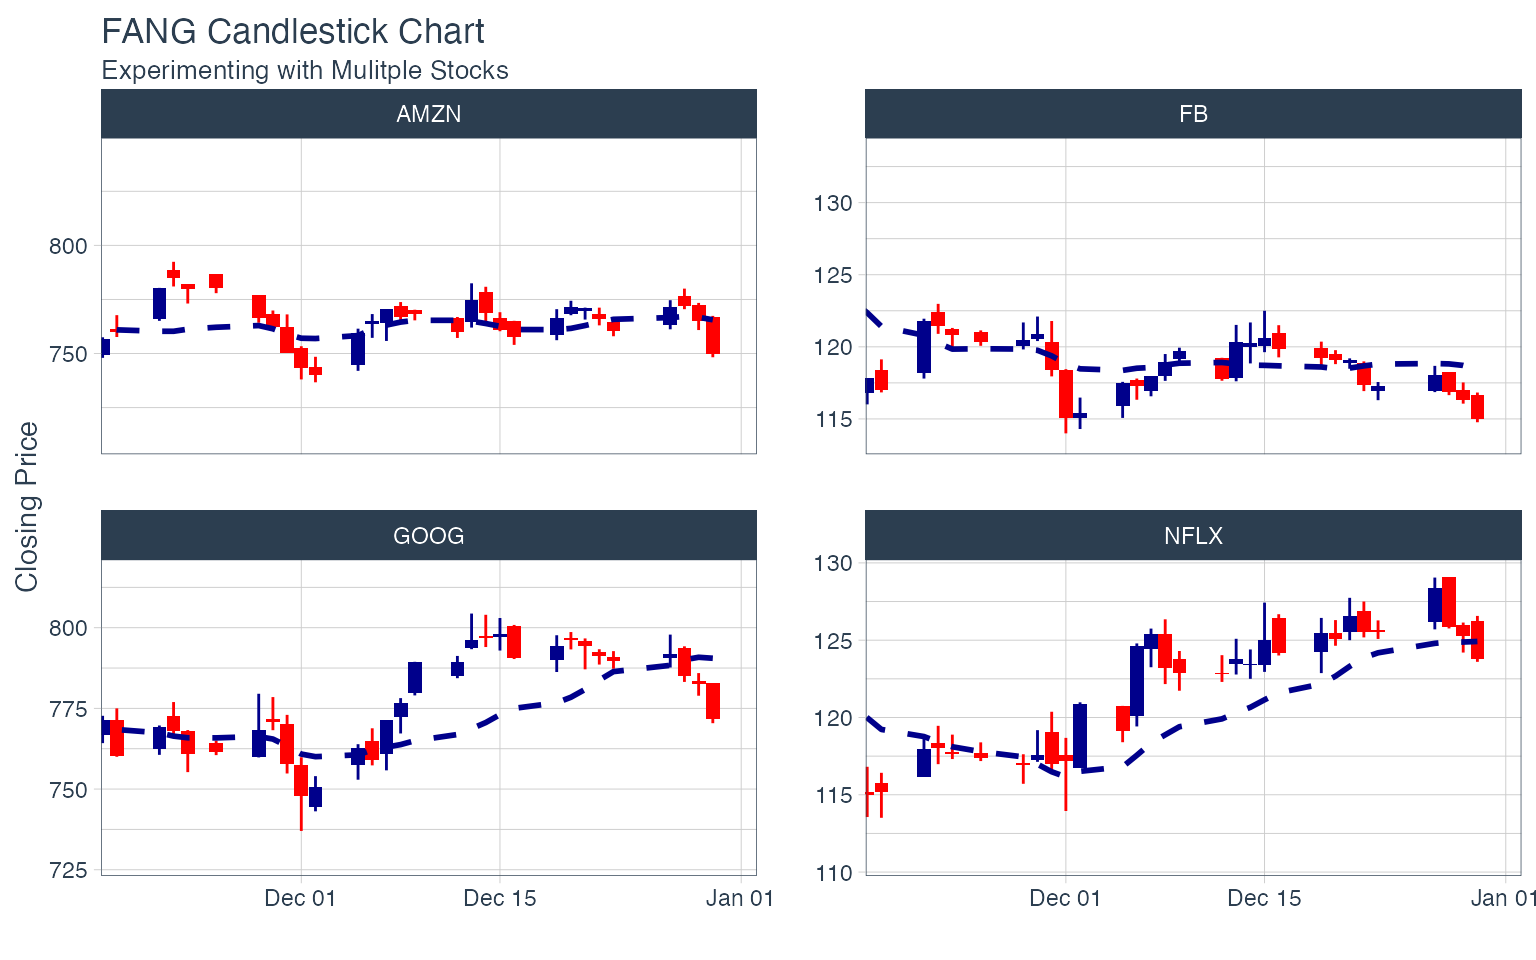 FANG Candlestick Chart
Experimenting with Mulitple Stocks
Closing Price
AMZN
800
750
FB
130
125
120
115
GOOG
800
775
750
725
Dec 01 Dec 15 Jan 01
NFLX
130
125
120
115
110
Dec 01 Dec 15 Jan 01